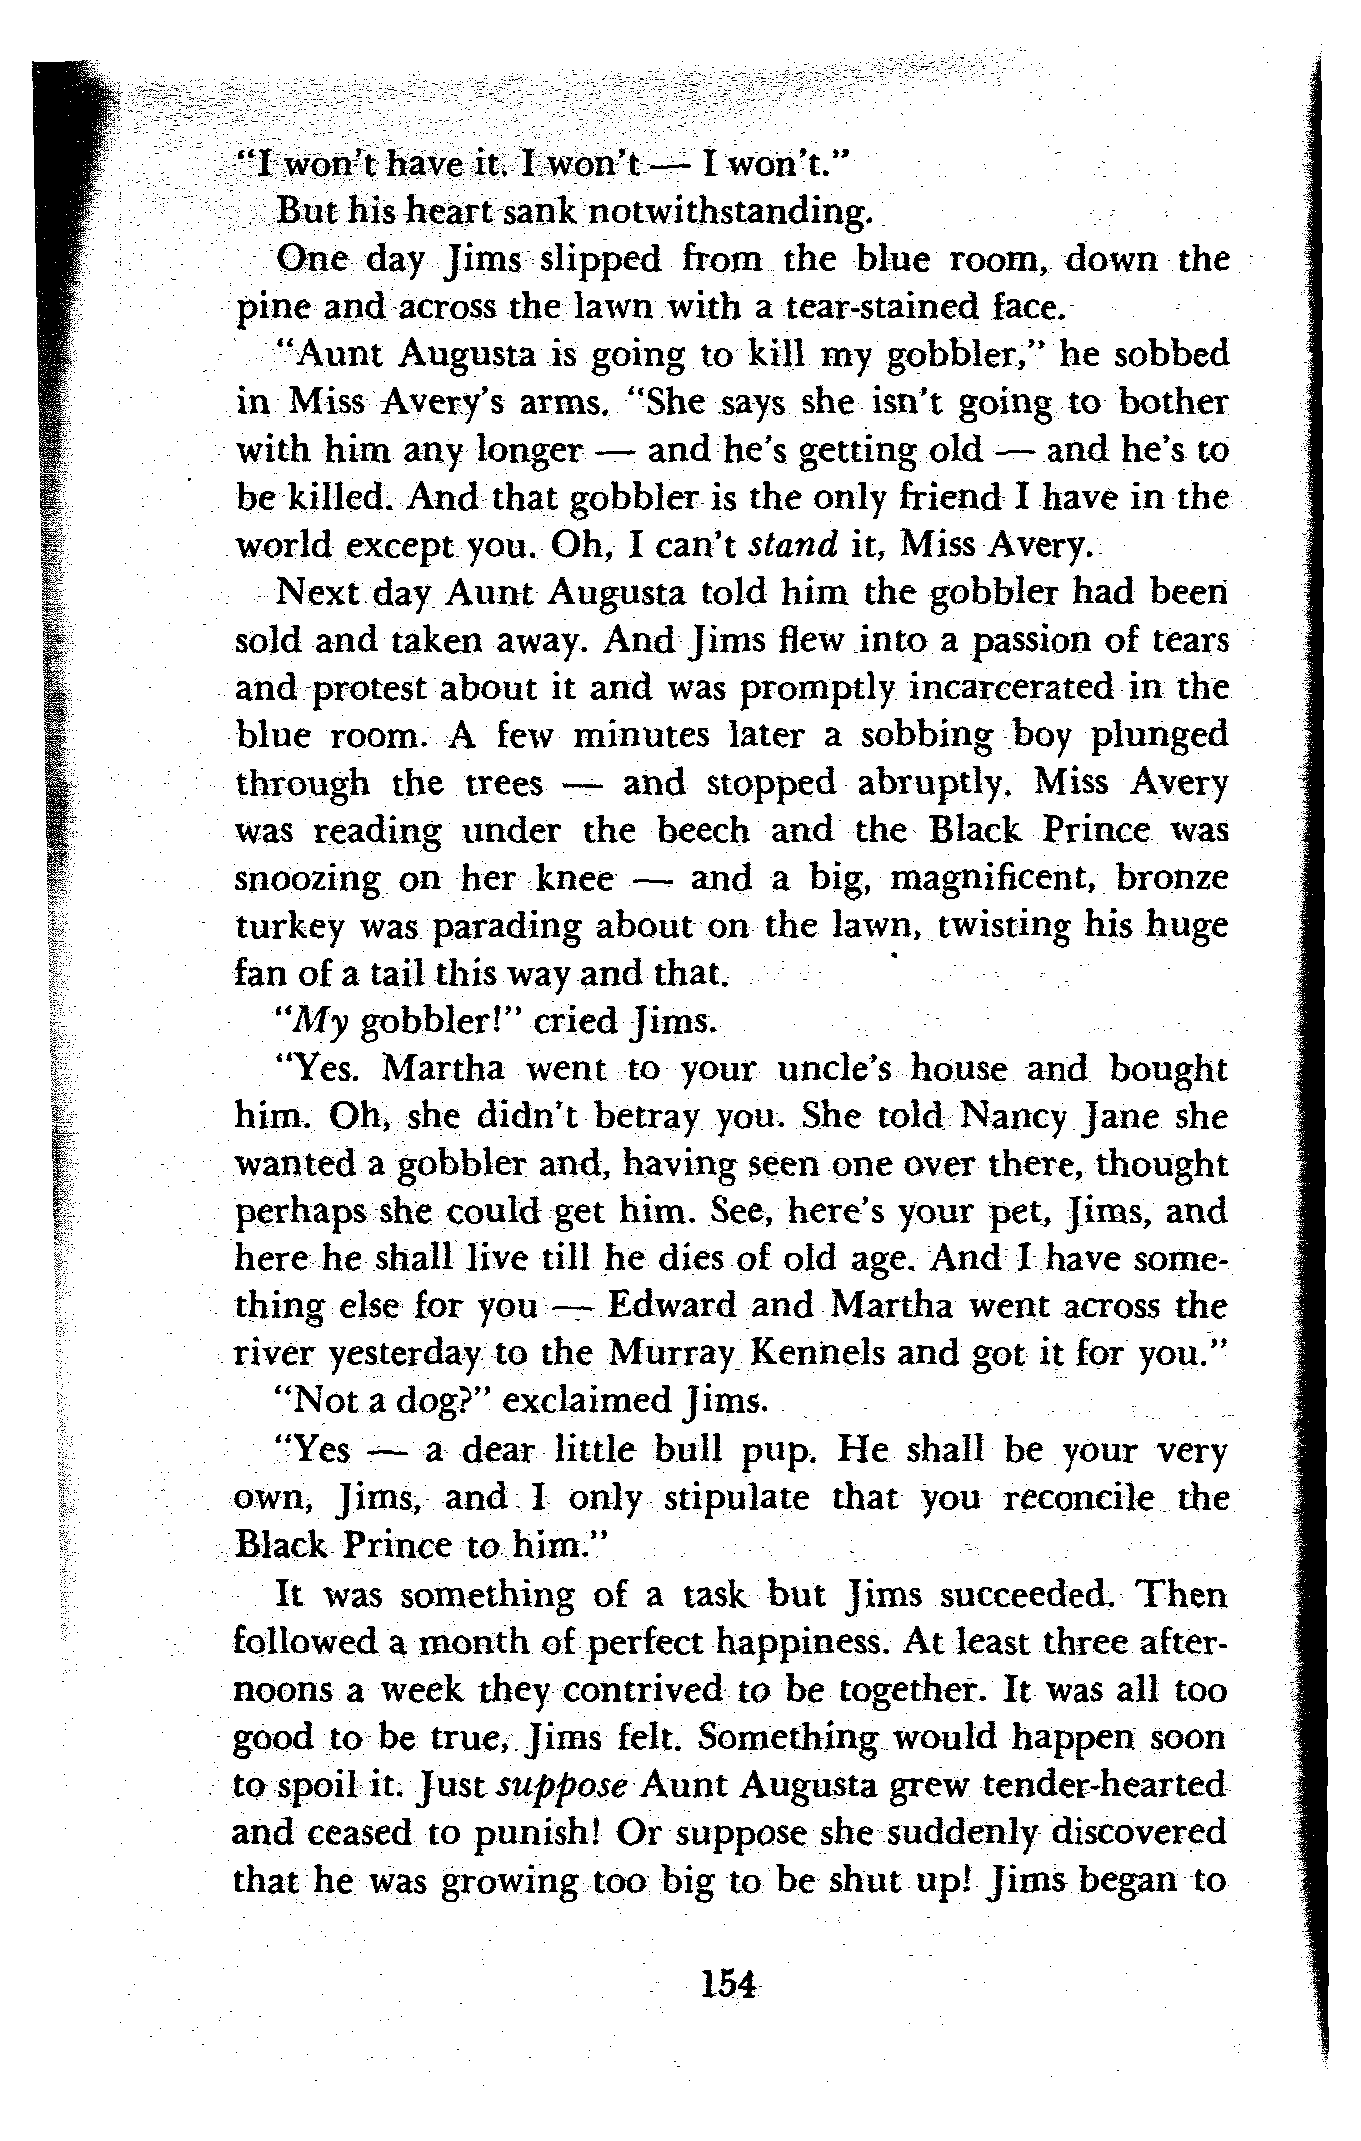 "I won't have it. I won't — I won't."
But his heart sank notwithstanding.
One day Jims slipped from the blue room, down the
pine and across the lawn with a tear-stained face.
"Aunt Augusta is going to kill my gobbler," he sobbed
in Miss Avery's arms. "She says she isn't going to bother
with him any longer — and he's getting old — and he's to
be killed. And that gobbler is the only friend I have in the
world except you. Oh, I can't stand it, Miss Avery.
Next day Aunt Augusta told him the gobbler had been
sold and taken away. And Jims flew into a passion of tears
and protest about it and was promptly incarcerated in the
blue room. A few minutes later a sobbing boy plunged
through the trees — and stopped abruptly. Miss Avery
was reading under the beech and the Black Prince was
snoozing on her knee — and a big, magnificent, bronze
turkey was parading about on the lawn, twisting his huge
fan of a tail this way and that.
"My gobbler!" cried Jims.
"Yes. Martha went to your uncle's house and bought
him. Oh, she didn't betray you. She told Nancy Jane she
wanted a gobbler and, having seen one over there, thought
perhaps she could get him. See, here's your pet, Jims, and
here he shall live till he dies of old age. And I have some-
thing else for you — Edward and Martha went across the
river yesterday to the Murray Kennels and got it for you."
"Not a dog?" exclaimed Jims.
"Yes — a dear little bull pup. He shall be your very
own, Jims, and I only stipulate that you reconcile the
Black Prince to him."
It was something of a task but Jims succeeded. Then
followed a month of perfect happiness. At least three after-
noons a week they contrived to be together. It was all too
good to be true, Jims felt. Something would happen soon
to spoil it. Just suppose Aunt Augusta grew tender-hearted
and ceased to punish! Or suppose she suddenly discovered
that he was growing too big to be shut up! Jims began to
154